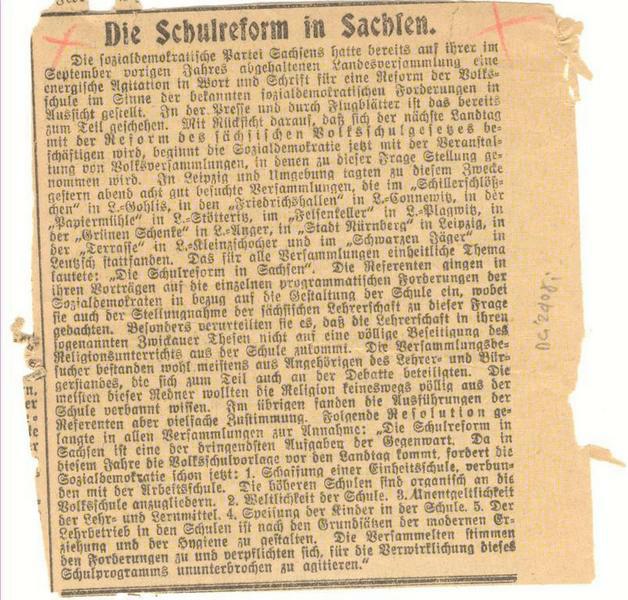 Die Schulreform in Sachsen.
Die sozialdemokratische Partei Sachsens hatte bereits auf ihrer im
September vorigen Jahres abgehaltenen Landesversammlung eine
energische Agitation in Wort und Schrift für eine Reform der Volks-
schule im Sinne der bekannten sozialdemokratischen Forderungen in
Aussicht gestellt. In der Presse und durch Flugblätter ist das bereits
zum Teil geschehen. Mit Rücksicht darauf, daß sich der nächste Landtag
mit der Reform des sächsischen Volksschulgesetzes be-
schäftigen wird, beginnt die Sozialdemokratie jetzt mit der Veranstal-
tung von Volksversammlungen, in denen zu dieser Frage Stellung ge-
nommen wird. In Leipzig und Umgebung tagten zu diesem Zwecke
gestern abend acht gut besuchte Versammlungen, die im „Schillerschlöß-
chen" in L.-Gohlis, in den „Friedrichshallen" in L.-Connewitz, in der
„Papiermühle" in L.-Stötteritz, im „Felsenkeller" in L.-Plagwitz, in
der „Grünen Schenke" in L.-Anger, in „Stadt Nürnberg" in Leipzig, in
der „Terrasse" in L.-Kleinzschocher und im „Schwarzen Jäger" in
Leutzsch stattfanden. Das für alle Versammlungen einheitliche Thema
lautete: „Die Schulreform in Sachsen". Die Referenten gingen in
ihren Vorträgen auf die einzelnen programmatischen Forderungen der
Sozialdemokraten in bezug auf die Gestaltung der Schule ein, wobei
sie auch der Stellungnahme der sächsischen Lehrerschaft zu dieser Frage
gedachten. Besonders verurteilten sie es, daß die Lehrerschaft in ihren
sogenannten Zwickauer Thesen nicht auf eine völlige Beseitigung des
Religionsunterrichts aus der Schule zukommt. Die Versammlungsbe-
sucher bestanden wohl meistens aus Angehörigen des Lehrer- und Bür-
gerstandes, die sich zum Teil auch an der Debatte beteiligten. Die
meisten dieser Redner wollten die Religion keineswegs völlig aus der
Schule verbannt wissen. Im übrigen fanden die Ausführungen der
Referenten aber vielfache Zustimmung. Folgende Resolution ge-
langte in allen Versammlungen zur Annahme: „Die Schulreform in
Sachsen ist eine der dringendsten Aufgaben der Gegenwart. Da in
diesem Jahre die Volksschulvorlage vor den Landtag kommt, fordert die
Sozialdemokratie schon jetzt: 1. Schaffung einer Einheitsschule, verbun-
den mit der Arbeitsschule. Die höheren Schulen sind organisch an die
Volksschule anzugliedern. 2. Weltlichkeit der Schule. 3. Unentgeltlichkeit
der Lehr- und Lernmittel. 4. Speisung der Kinder in der Schule. 5. Der
Lehrbetrieb in den Schulen ist nach den Grundsätzen der modernen Er-
ziehung und der Hygiene zu gestalten. Die Versammelten stimmen
den Forderungen zu und verpflichten sich, für die Verwirklichung dieses
Schulprogramms ununterbrochen zu agitieren."